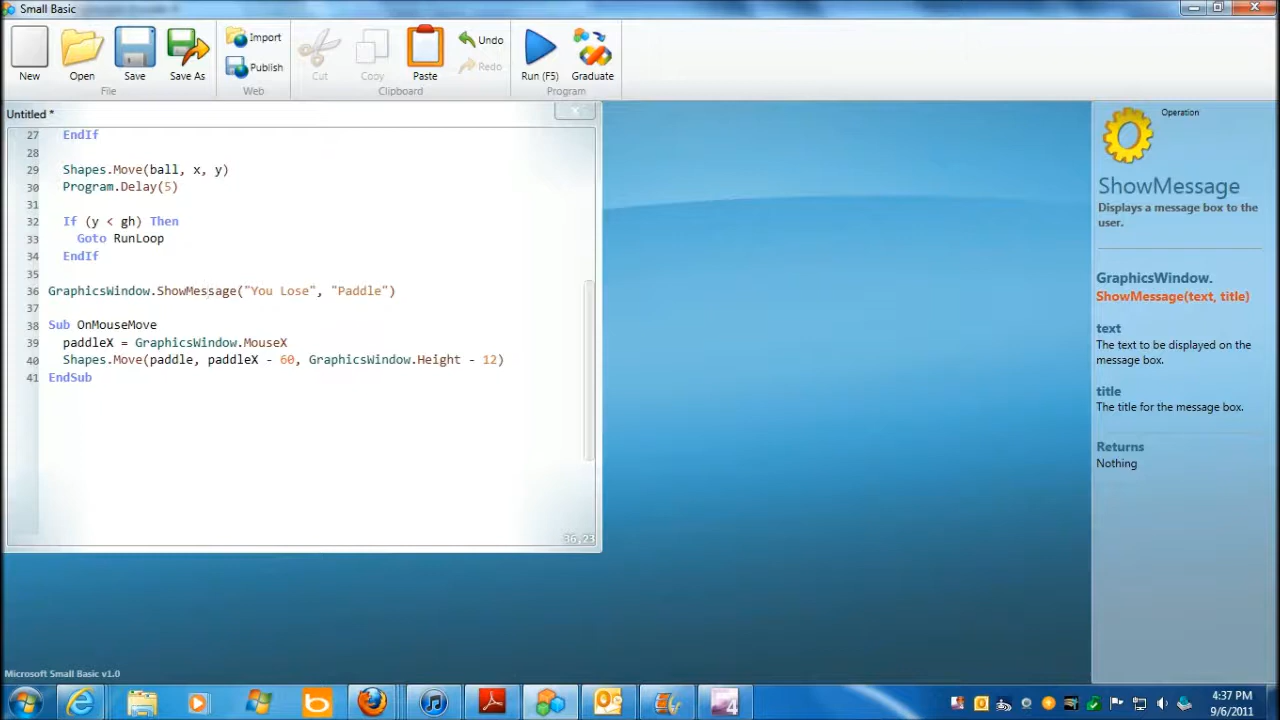 Small Basic
New
Open
Save
Save As
Import
Publish
Cut
Copy
Paste
Undo
Redo
Run (F5)
Graduate
File
Web
Clipboard
Program
Untitled *
27 EndIf
28
29 Shapes.Move(ball, x, y)
30 Program.Delay(5)
31
32 If (y < gh) Then
33 Goto RunLoop
34 EndIf
35
36 GraphicsWindow.ShowMessage("You Lose", "Paddle")
37
38 Sub OnMouseMove
39 paddleX = GraphicsWindow.MouseX
40 Shapes.Move(paddle, paddleX - 60, GraphicsWindow.Height - 12)
41 EndSub
36,23
Operation
ShowMessage
Displays a message box to the
user.
GraphicsWindow.
ShowMessage(text, title)
text
The text to be displayed on the
message box.
title
The title for the message box.
Returns
Nothing
Microsoft Small Basic v1.0
4:37 PM
9/6/2011